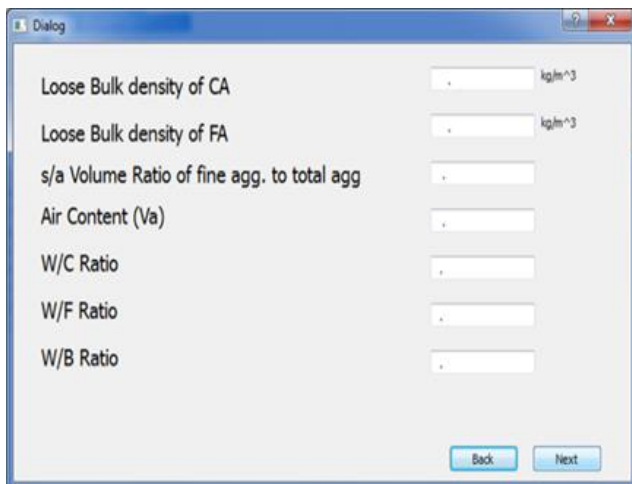 Dialog
?
Loose Bulk density of CA . kg/m^3
Loose Bulk density of FA . kg/m^3
s/a Volume Ratio of fine agg. to total agg .
Air Content (Va) .
W/C Ratio .
W/F Ratio .
W/B Ratio .
Back Next